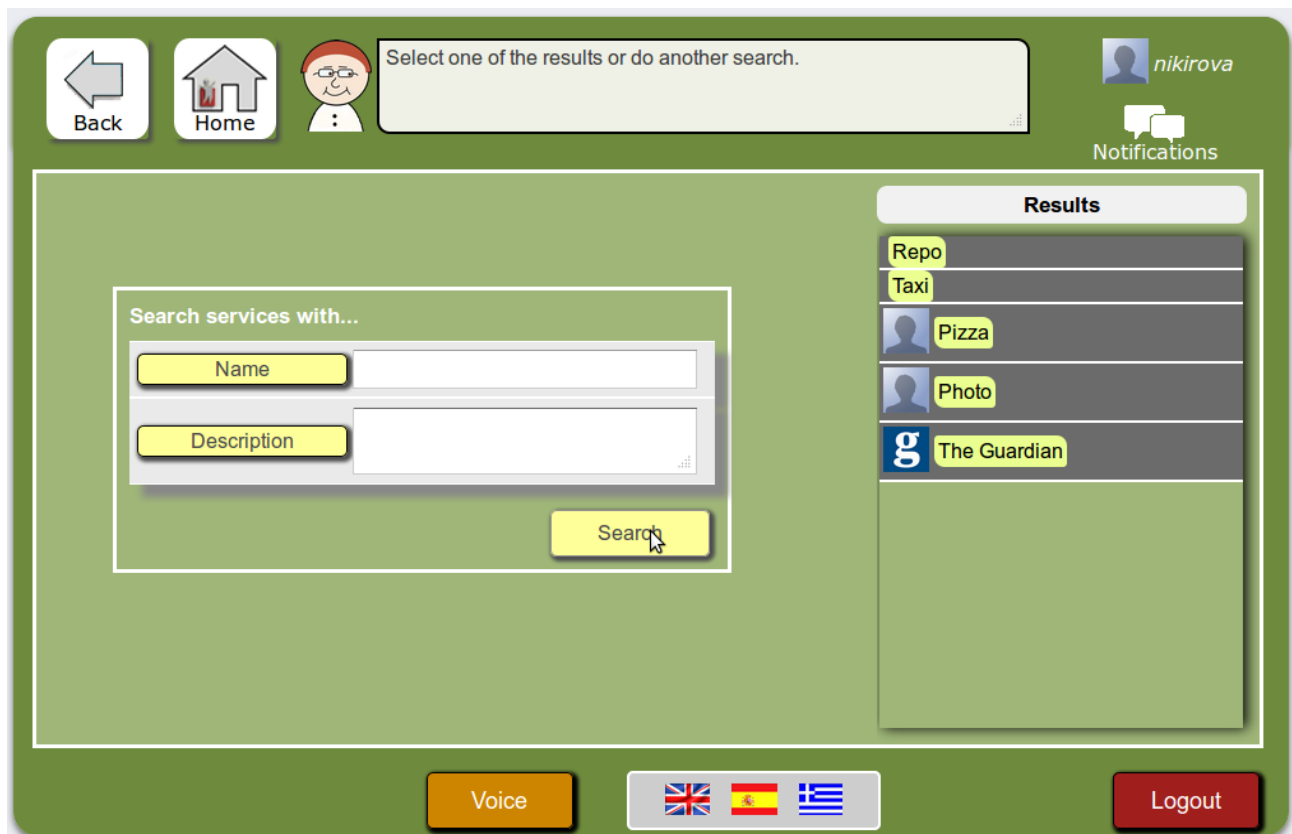 Select one of the results or do another search.
nikirova
Back
Home
Notifications
Results
Repo
Taxi
Pizza
Photo
g The Guardian
Search services with...
Name
Description
Search
Voice
Logout